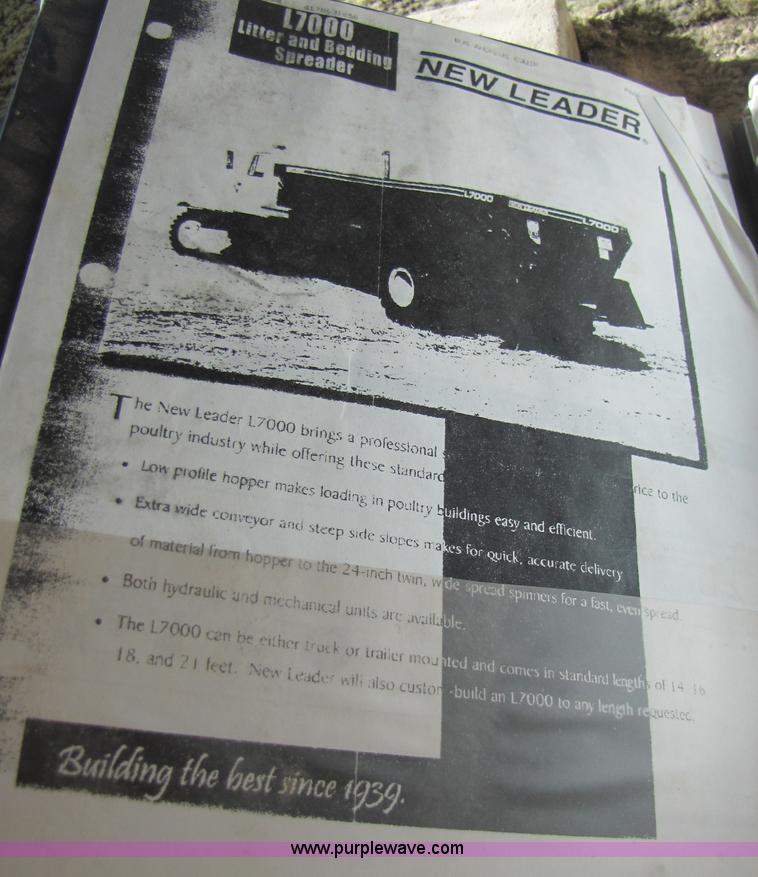 L7000
Litter and Bedding
Spreader
NEW LEADER
L7000
L7000
The New Leader L7000 brings a professional
rice to the
poultry industry while offering these standard
• Low profile hopper makes loading in poultry buildings easy and efficient.
• Extra wide conveyor and steep side slopes makes for quick, accurate delivery
of material from hopper to the 24-inch twin, wide spread spinners for a fast, even spread.
• Both hydraulic and mechanical units are available.
• The L7000 can be either truck or trailer mounted and comes in standard lengths of 14, 16
18, and 21 feet. New Leader will also custom-build an L7000 to any length requested.
Building the best since 1939.
www.purplewave.com